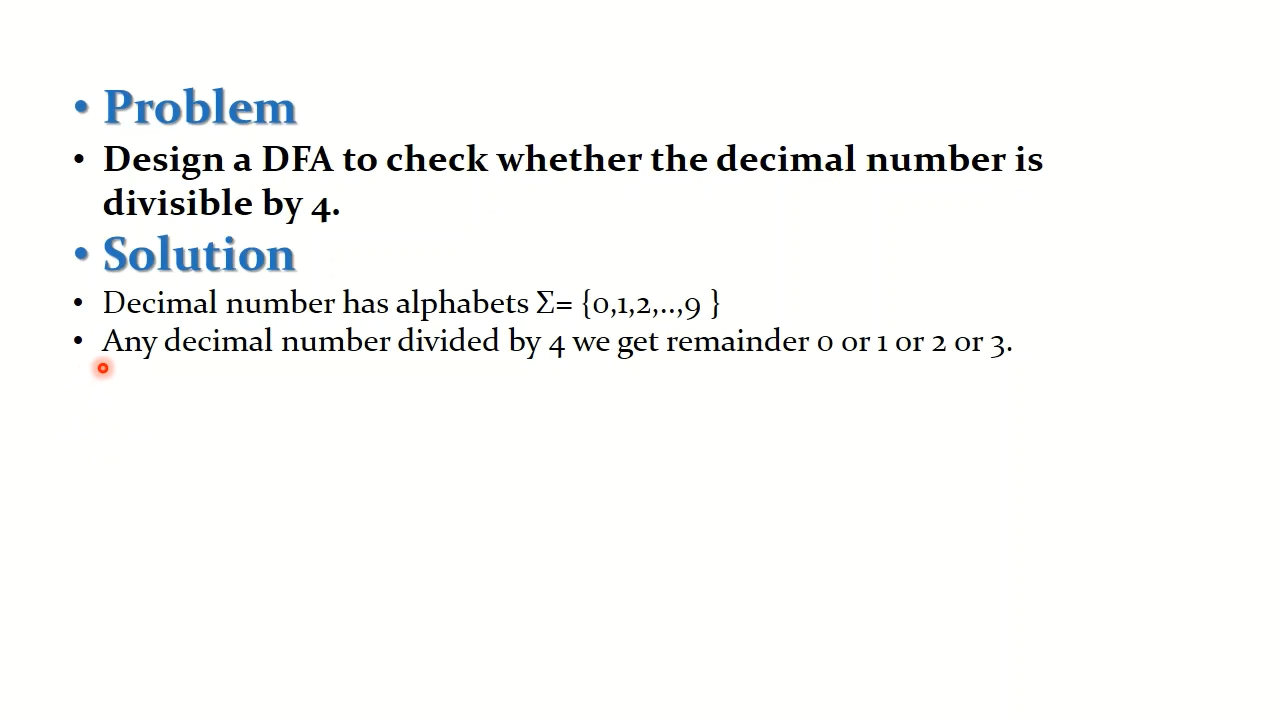 • Problem
• Design a DFA to check whether the decimal number is
divisible by 4.
• Solution
• Decimal number has alphabets Σ= {0,1,2,..,9 }
• Any decimal number divided by 4 we get remainder 0 or 1 or 2 or 3.